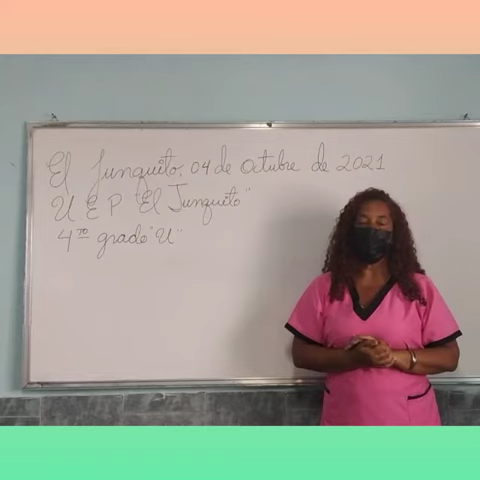 El Junquito, 04 de Octubre de 2021
U E P "El Junquito"
4to grado "U"